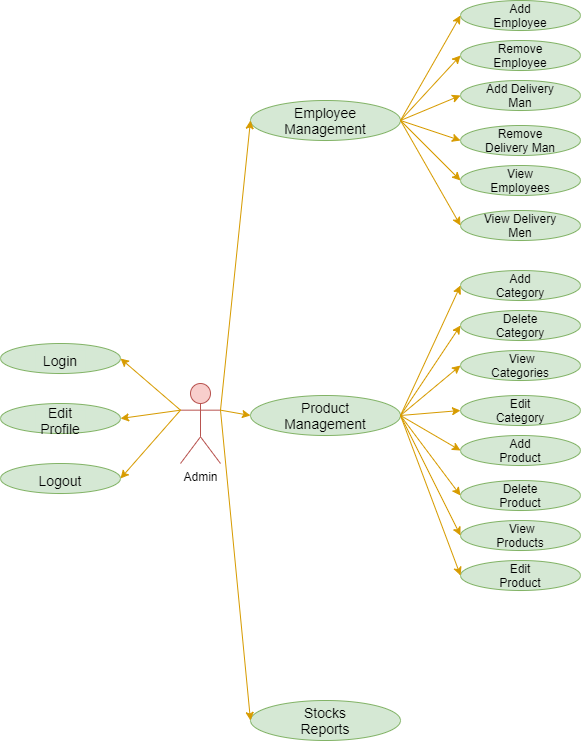 Add
Employee
Remove
Employee
Add Delivery
Man
Remove
Delivery Man
View
Employees
View Delivery
Men
Employee
Management
Add
Category
Delete
Category
View
Categories
Edit
Category
Add
Product
Delete
Product
View
Products
Edit
Product
Product
Management
Login
Edit
Profile
Logout
Admin
Stocks
Reports